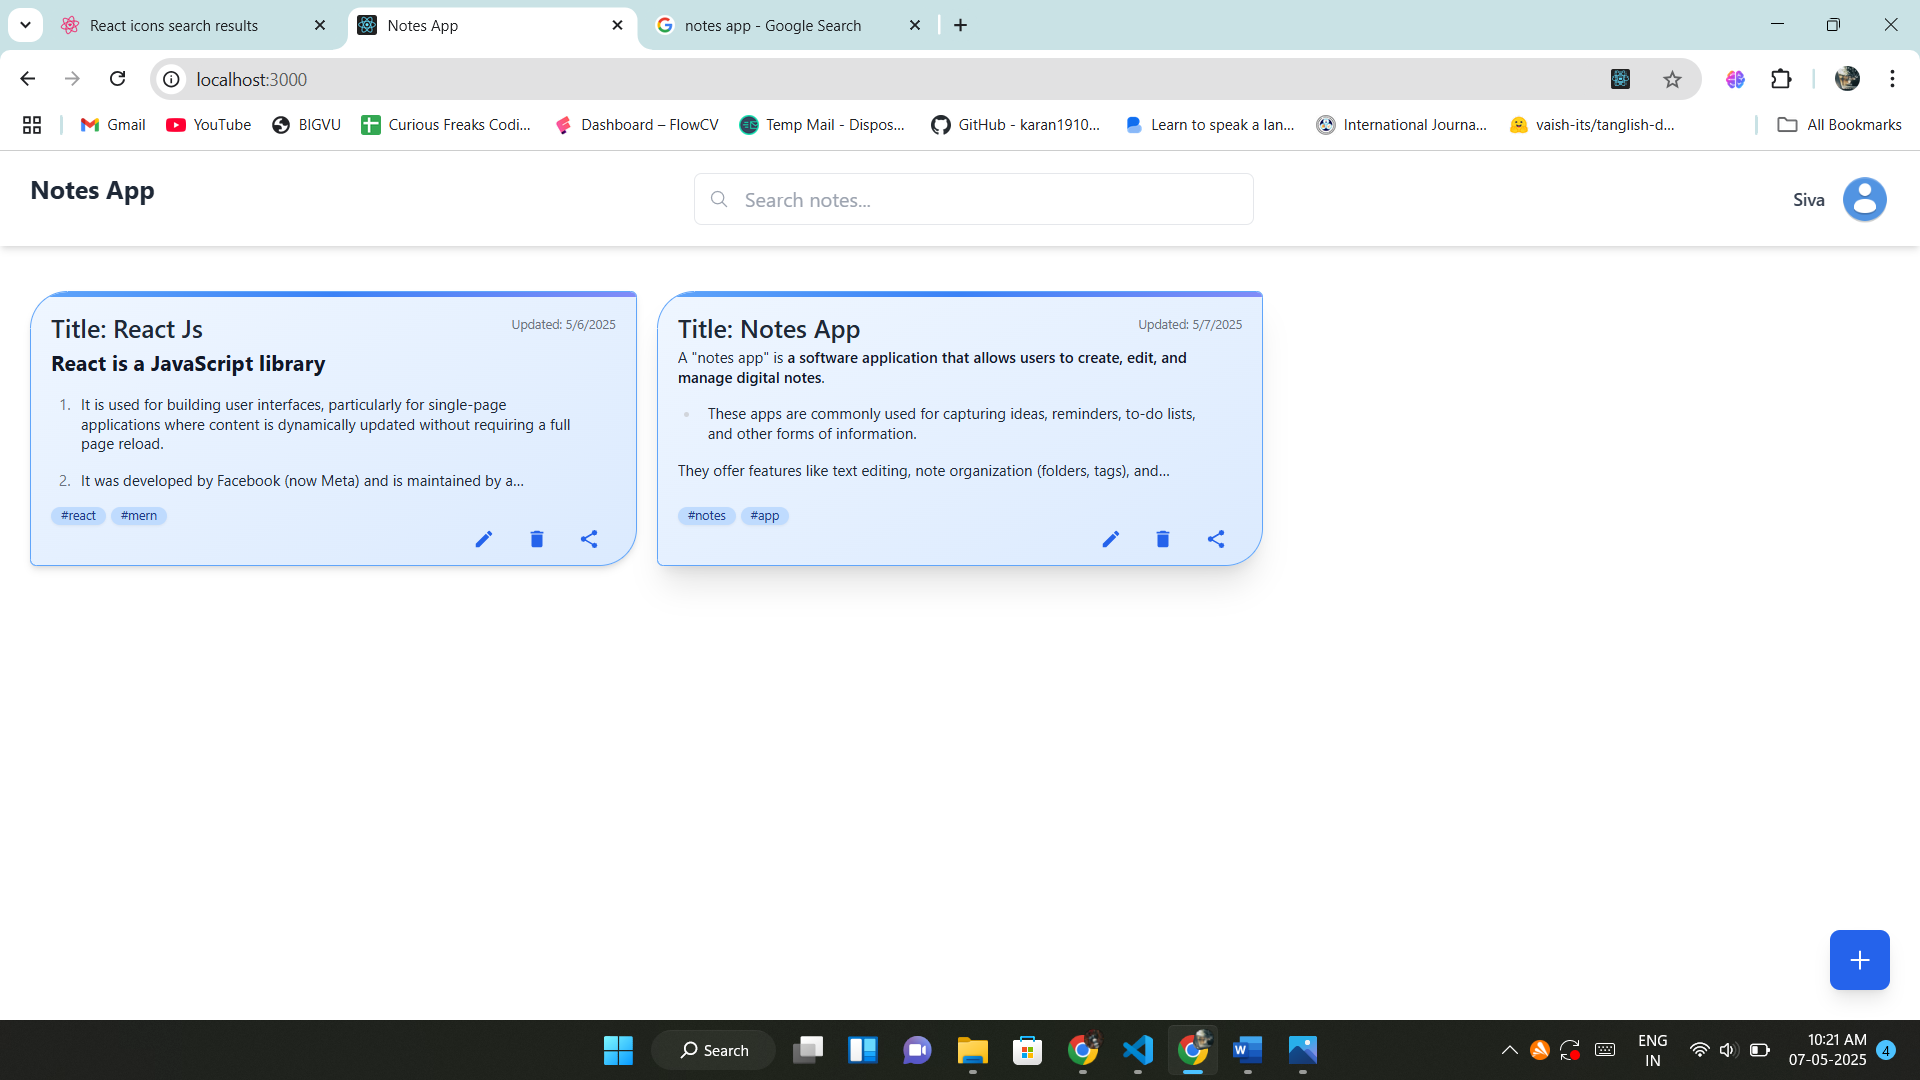 React icons search results
Notes App
notes app - Google Search
localhost:3000
Gmail
YouTube
BIGVU
Curious Freaks Codi...
Dashboard – FlowCV
Temp Mail - Dispos...
GitHub - karan1910...
Learn to speak a lan...
International Journa...
vaish-its/tanglish-d...
All Bookmarks
Notes App
Search notes...
Siva
Title: React Js
Updated: 5/6/2025
React is a JavaScript library
1. It is used for building user interfaces, particularly for single-page
applications where content is dynamically updated without requiring a full
page reload.
2. It was developed by Facebook (now Meta) and is maintained by a...
#react #mern
Title: Notes App
Updated: 5/7/2025
A "notes app" is a software application that allows users to create, edit, and
manage digital notes.
These apps are commonly used for capturing ideas, reminders, to-do lists,
and other forms of information.
They offer features like text editing, note organization (folders, tags), and...
#notes #app
Search
ENG
IN
10:21 AM
07-05-2025
4